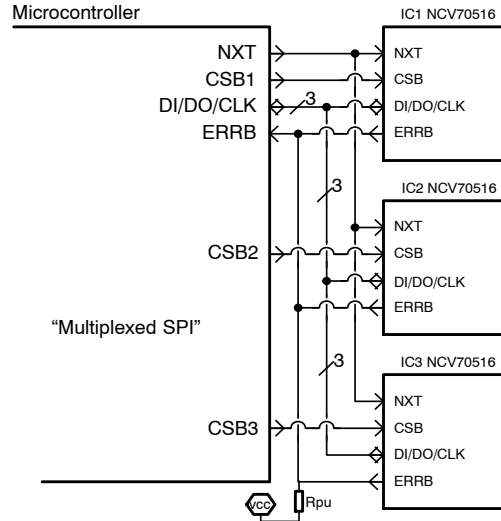 Microcontroller
IC1 NCV70516
NXT
CSB1
DI/DO/CLK
ERRB
3
NXT
CSB
DI/DO/CLK
ERRB
3
IC2 NCV70516
NXT
CSB2
CSB
DI/DO/CLK
ERRB
“Multiplexed SPI”
3
IC3 NCV70516
NXT
CSB3
CSB
DI/DO/CLK
ERRB
VCC
Rpu